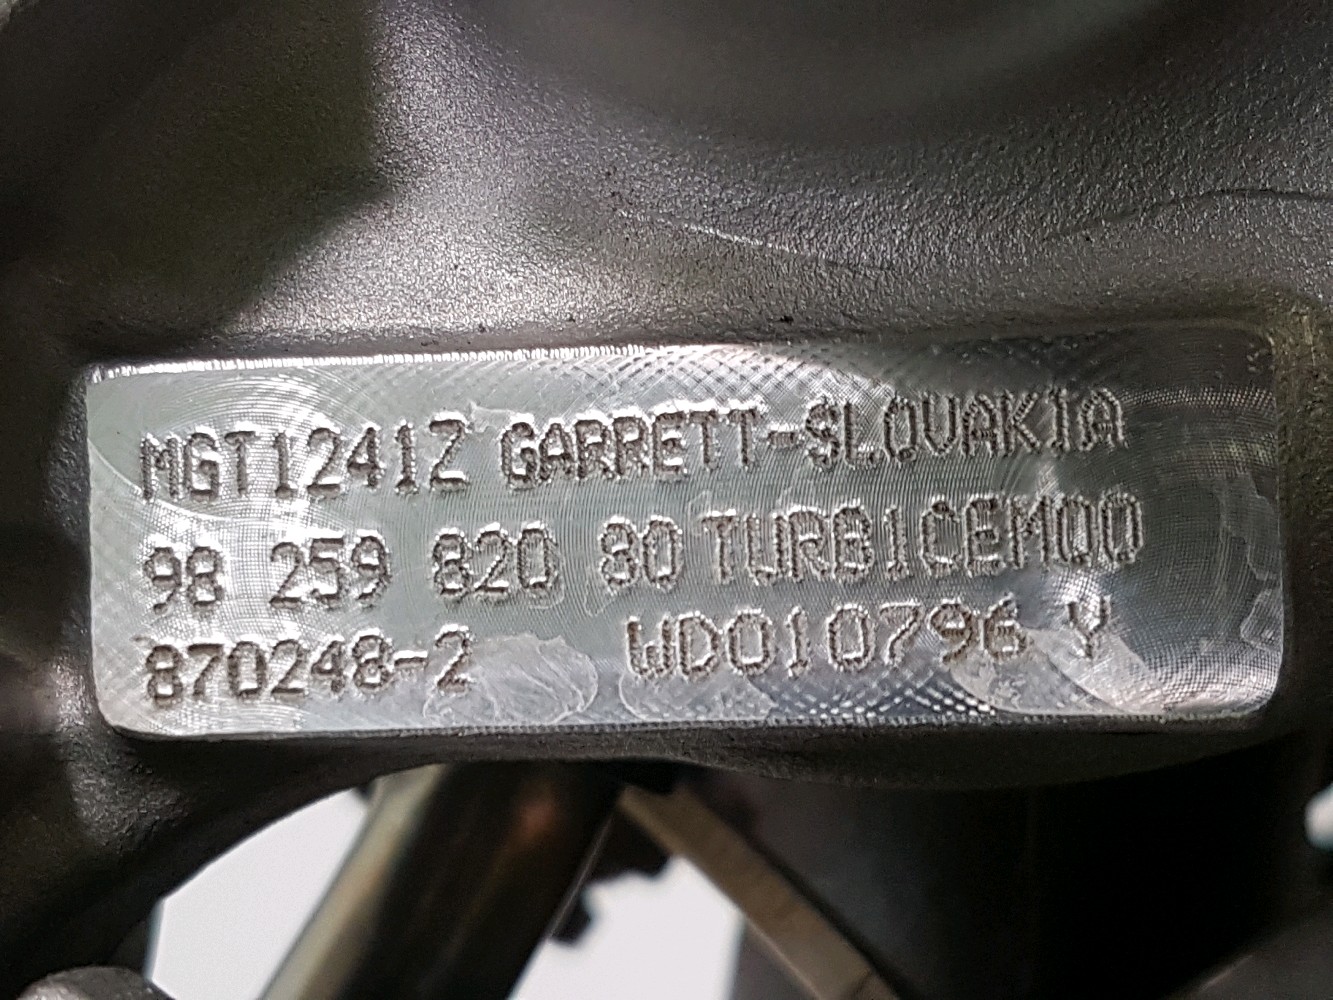 MGT1241Z GARRETT-SLOVAKIA
98 259 820 80 TURB1CEM00
870248-2 WD010796 Y